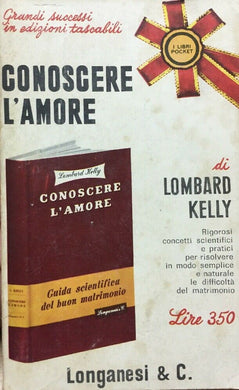 Grandi successi
in edizioni tascabili
I LIBRI
POCKET
CONOSCERE
L'AMORE
di
LOMBARD
KELLY
Rigorosi
concetti scientifici
e pratici
per risolvere
in modo semplice
e naturale
le difficoltà
del matrimonio
Lire 350
Lombard Kelly
CONOSCERE
L'AMORE
Guida scientifica
del buon matrimonio
Longanesi & C.